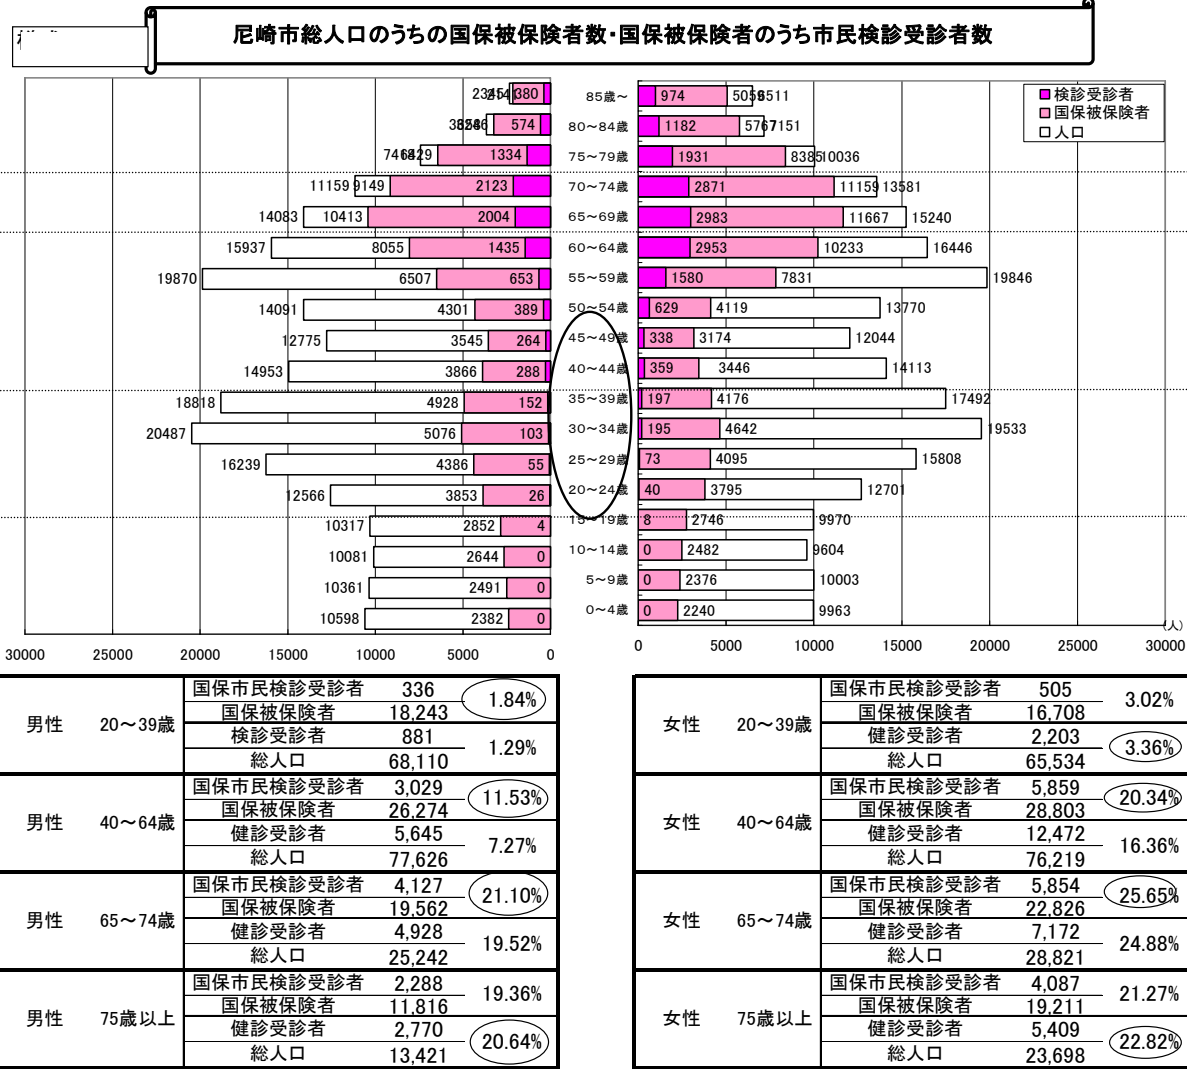 尼崎市総人口のうちの国保被保険者数・国保被保険者のうち市民検診受診者数
検診受診者
国保被保険者
人口
380 85歳～ 974 5059 6511
574 80～84歳 1182 5767 7151
7414 6429 1334 75～79歳 1931 8385 10036
11159 9149 2123 70～74歳 2871 11159 13581
14083 10413 2004 65～69歳 2983 11667 15240
15937 8055 1435 60～64歳 2953 10233 16446
19870 6507 653 55～59歳 1580 7831 19846
14091 4301 389 50～54歳 629 4119 13770
12775 3545 264 45～49歳 338 3174 12044
14953 3866 288 40～44歳 359 3446 14113
18818 4928 152 35～39歳 197 4176 17492
20487 5076 103 30～34歳 195 4642 19533
16239 4386 55 25～29歳 73 4095 15808
12566 3853 26 20～24歳 40 3795 12701
10317 2852 4 15～19歳 8 2746 9970
10081 2644 0 10～14歳 0 2482 9604
10361 2491 0 5～9歳 0 2376 10003
10598 2382 0 0～4歳 0 2240 9963
(人)
30000 25000 20000 15000 10000 5000 0 0 5000 10000 15000 20000 25000 30000
男性 20～39歳
国保市民検診受診者 336 1.84%
国保被保険者 18,243
検診受診者 881 1.29%
総人口 68,110
男性 40～64歳
国保市民検診受診者 3,029 11.53%
国保被保険者 26,274
健診受診者 5,645 7.27%
総人口 77,626
男性 65～74歳
国保市民検診受診者 4,127 21.10%
国保被保険者 19,562
健診受診者 4,928 19.52%
総人口 25,242
男性 75歳以上
国保市民検診受診者 2,288 19.36%
国保被保険者 11,816
健診受診者 2,770 20.64%
総人口 13,421
女性 20～39歳
国保市民検診受診者 505 3.02%
国保被保険者 16,708
健診受診者 2,203 3.36%
総人口 65,534
女性 40～64歳
国保市民検診受診者 5,859 20.34%
国保被保険者 28,803
健診受診者 12,472 16.36%
総人口 76,219
女性 65～74歳
国保市民検診受診者 5,854 25.65%
国保被保険者 22,826
健診受診者 7,172 24.88%
総人口 28,821
女性 75歳以上
国保市民検診受診者 4,087 21.27%
国保被保険者 19,211
健診受診者 5,409 22.82%
総人口 23,698